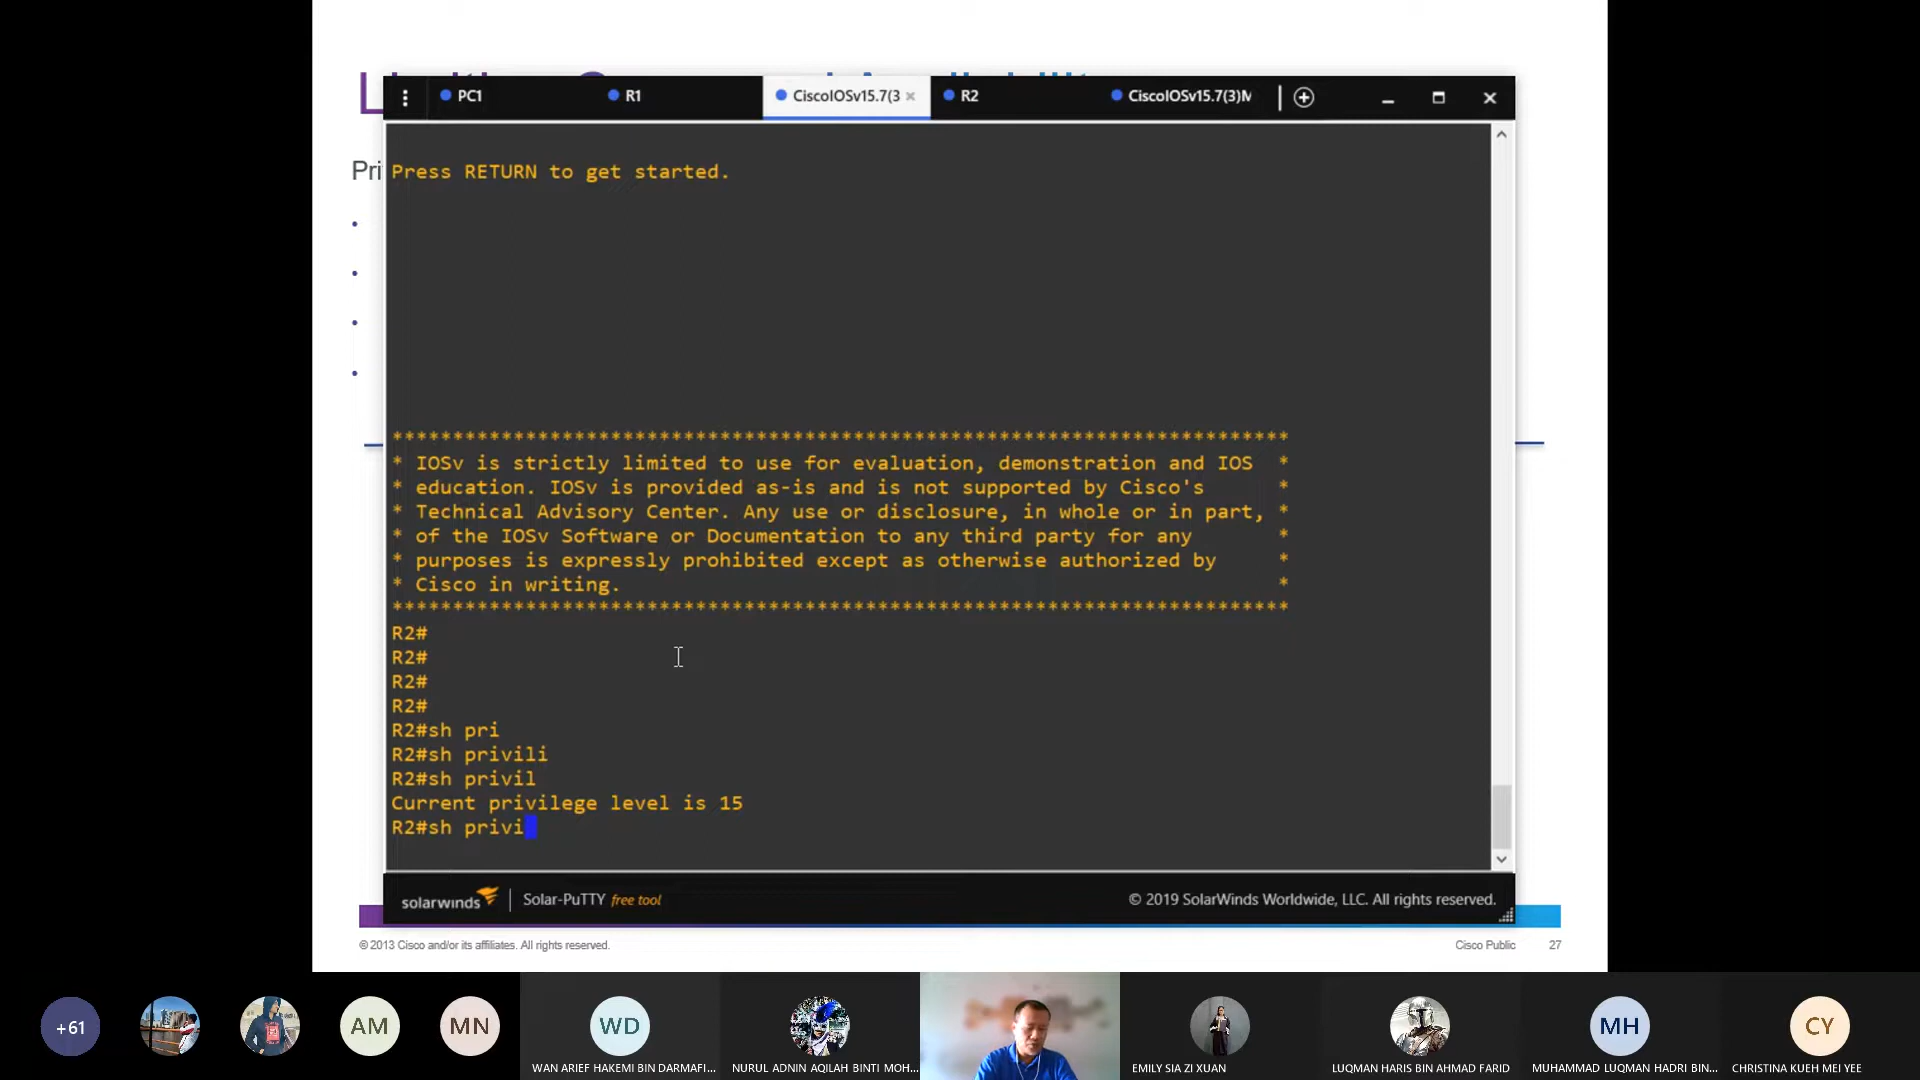 PC1
R1
CiscoIOSv15.7(3
R2
CiscoIOSv15.7(3)M
Pri
Press RETURN to get started.
**************************************************************************
* IOSv is strictly limited to use for evaluation, demonstration and IOS  *
* education. IOSv is provided as-is and is not supported by Cisco's      *
* Technical Advisory Center. Any use or disclosure, in whole or in part, *
* of the IOSv Software or Documentation to any third party for any       *
* purposes is expressly prohibited except as otherwise authorized by     *
* Cisco in writing.                                                      *
**************************************************************************
R2#
R2#
R2#
R2#
R2#sh pri
R2#sh privili
R2#sh privil
Current privilege level is 15
R2#sh privi
solarwinds Solar-PuTTY free tool
© 2019 SolarWinds Worldwide, LLC. All rights reserved.
© 2013 Cisco and/or its affiliates. All rights reserved.
Cisco Public 27
+61
AM
MN
WD
MH
CY
WAN ARIEF HAKEMI BIN DARMAFI...
NURUL ADNIN AQILAH BINTI MOH...
EMILY SIA ZI XUAN
LUQMAN HARIS BIN AHMAD FARID
MUHAMMAD LUQMAN HADRI BIN...
CHRISTINA KUEH MEI YEE